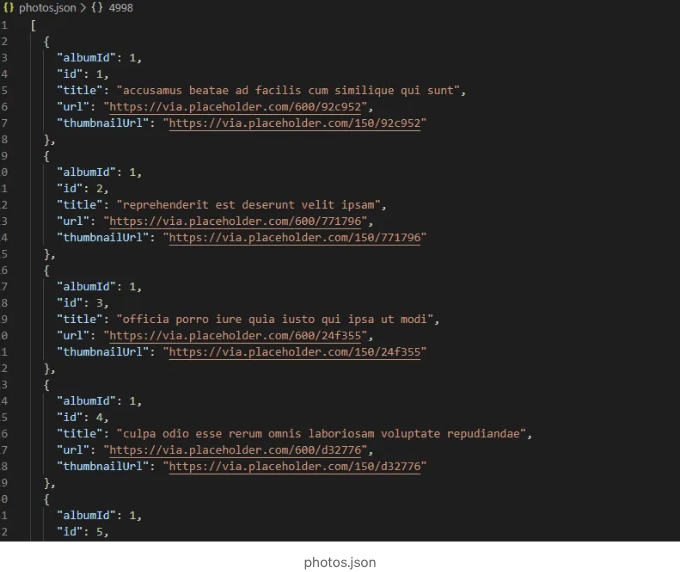 {} photos.json > {} 4998
1 [
2 {
3 "albumId": 1,
4 "id": 1,
5 "title": "accusamus beatae ad facilis cum similique qui sunt",
6 "url": "https://via.placeholder.com/600/92c952",
7 "thumbnailUrl": "https://via.placeholder.com/150/92c952"
8 },
9 {
0 "albumId": 1,
1 "id": 2,
2 "title": "reprehenderit est deserunt velit ipsam",
3 "url": "https://via.placeholder.com/600/771796",
4 "thumbnailUrl": "https://via.placeholder.com/150/771796"
5 },
6 {
7 "albumId": 1,
8 "id": 3,
9 "title": "officia porro iure quia iusto qui ipsa ut modi",
0 "url": "https://via.placeholder.com/600/24f355",
1 "thumbnailUrl": "https://via.placeholder.com/150/24f355"
2 },
3 {
4 "albumId": 1,
5 "id": 4,
6 "title": "culpa odio esse rerum omnis laboriosam voluptate repudiandae",
7 "url": "https://via.placeholder.com/600/d32776",
8 "thumbnailUrl": "https://via.placeholder.com/150/d32776"
9 },
0 {
1 "albumId": 1,
2 "id": 5,
photos.json